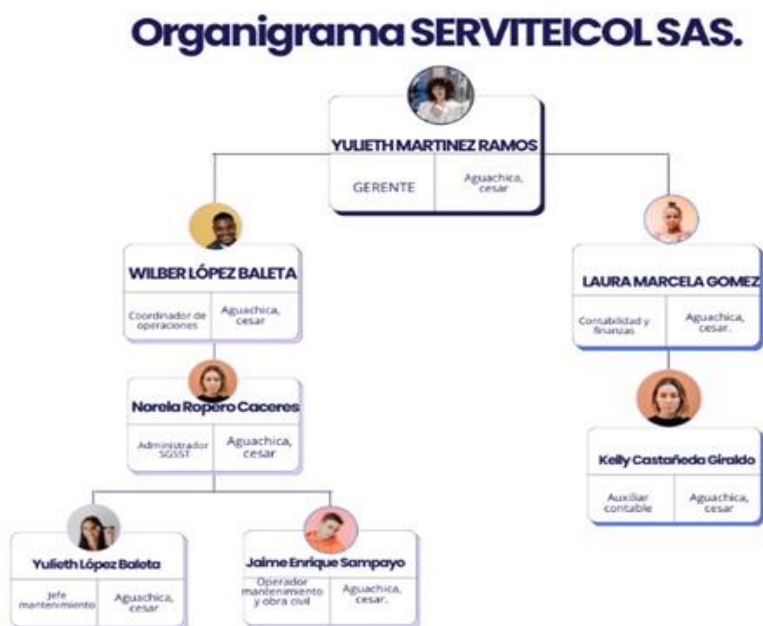 Organigrama SERVITEICOL SAS.
YULIETH MARTINEZ RAMOS
GERENTE
Aguachica,
cesar
WILBER LÓPEZ BALETA
Coordinador de
operaciones
Aguachica,
cesar
LAURA MARCELA GOMEZ
Contabilidad y
finanzas
Aguachica,
cesar.
Norela Ropero Caceres
Administrador
SGSST
Aguachica,
cesar
Kelly Castañeda Giraldo
Auxiliar
contable
Aguachica,
cesar
Yulieth López Baleta
Jefe
mantenimiento
Aguachica,
cesar
Jaime Enrique Sampayo
Operador
mantenimiento
y obra civil
Aguachica,
cesar.